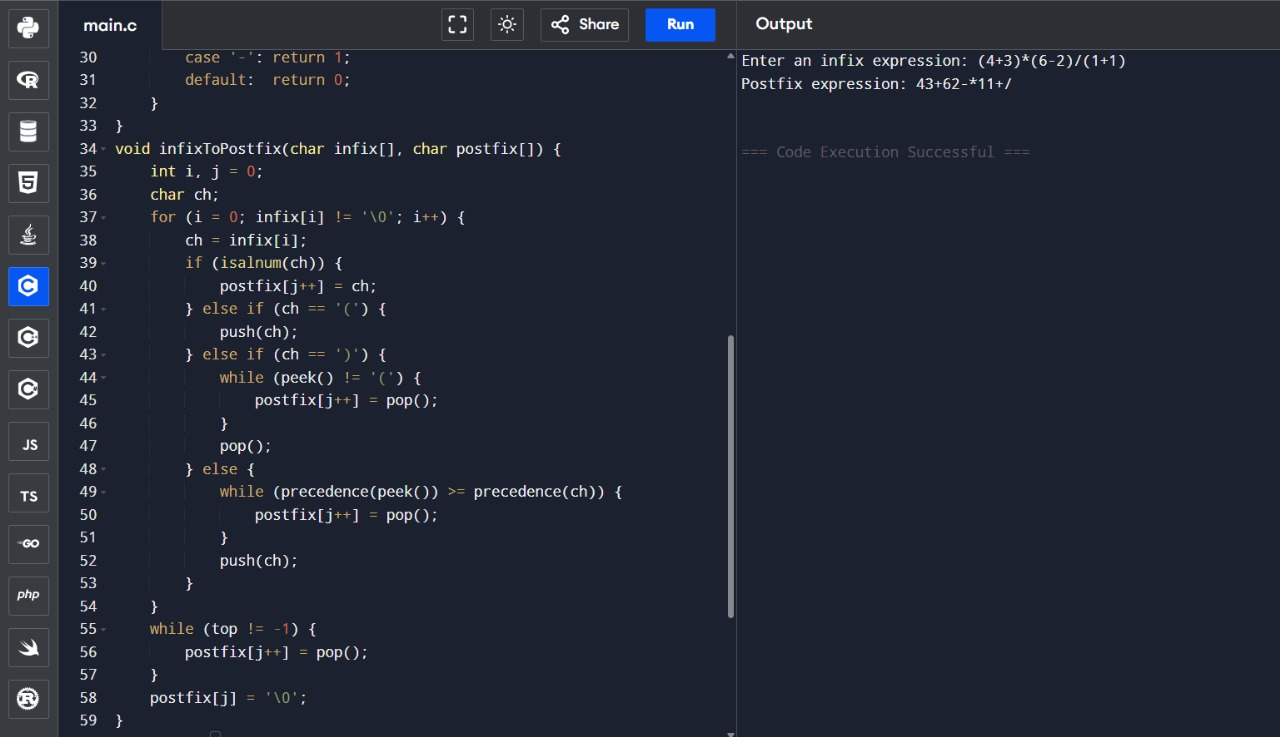 main.c
Share
Run
Output
30 case '-': return 1;
31 default:  return 0;
32 }
33 }
34 void infixToPostfix(char infix[], char postfix[]) {
35 int i, j = 0;
36 char ch;
37 for (i = 0; infix[i] != '\0'; i++) {
38 ch = infix[i];
39 if (isalnum(ch)) {
40 postfix[j++] = ch;
41 } else if (ch == '(') {
42 push(ch);
43 } else if (ch == ')') {
44 while (peek() != '(') {
45 postfix[j++] = pop();
46 }
47 pop();
48 } else {
49 while (precedence(peek()) >= precedence(ch)) {
50 postfix[j++] = pop();
51 }
52 push(ch);
53 }
54 }
55 while (top != -1) {
56 postfix[j++] = pop();
57 }
58 postfix[j] = '\0';
59 }
Enter an infix expression: (4+3)*(6-2)/(1+1)
Postfix expression: 43+62-*11+/
=== Code Execution Successful ===
R
5
C
C
C
JS
TS
GO
php
R